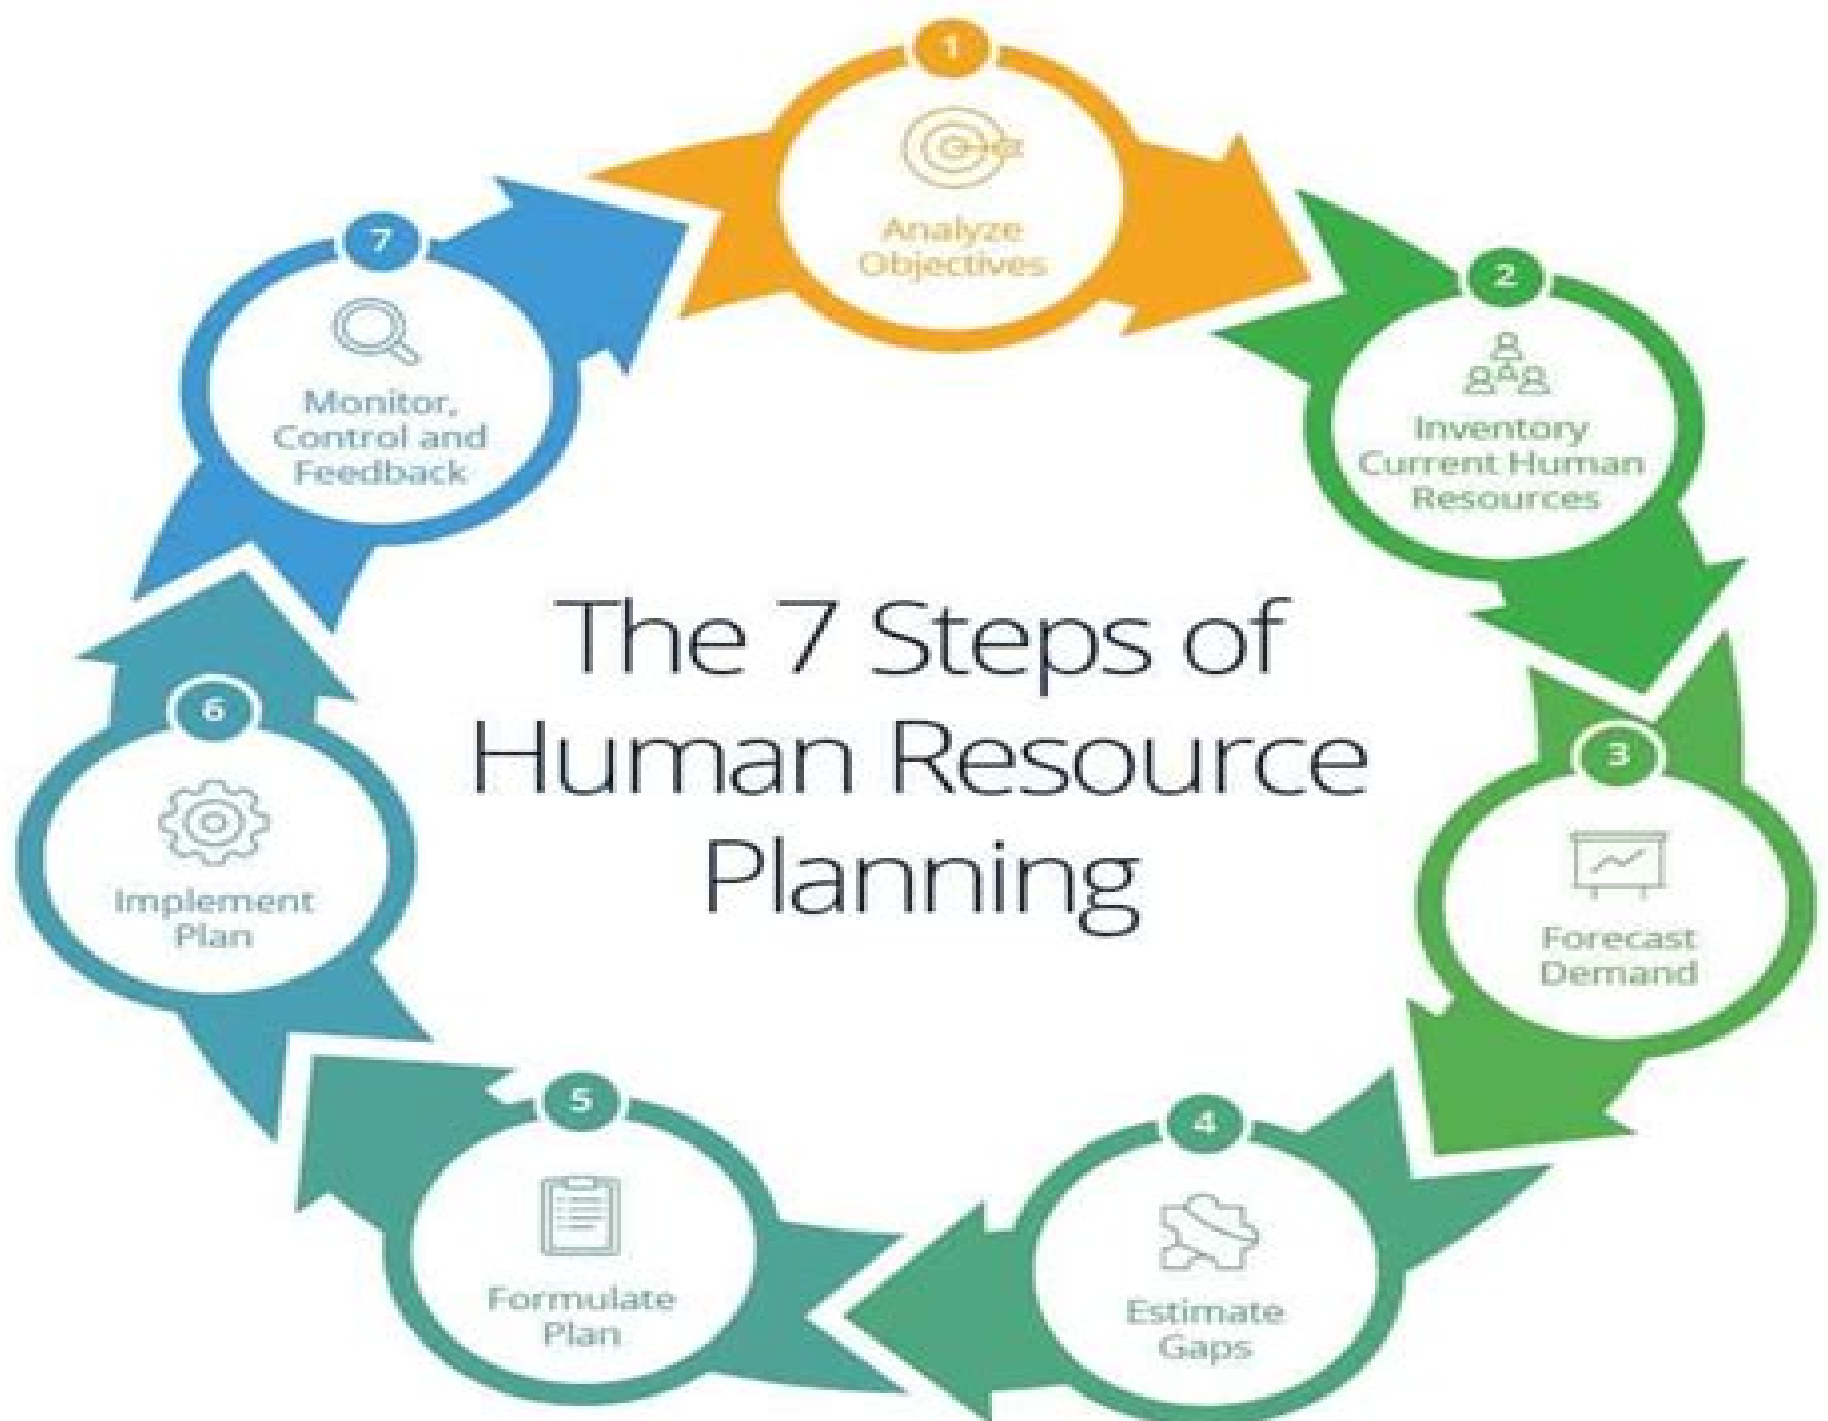 The 7 Steps of
Human Resource
Planning
1
Analyze
Objectives
2
Inventory
Current Human
Resources
3
Forecast
Demand
4
Estimate
Gaps
5
Formulate
Plan
6
Implement
Plan
7
Monitor,
Control and
Feedback